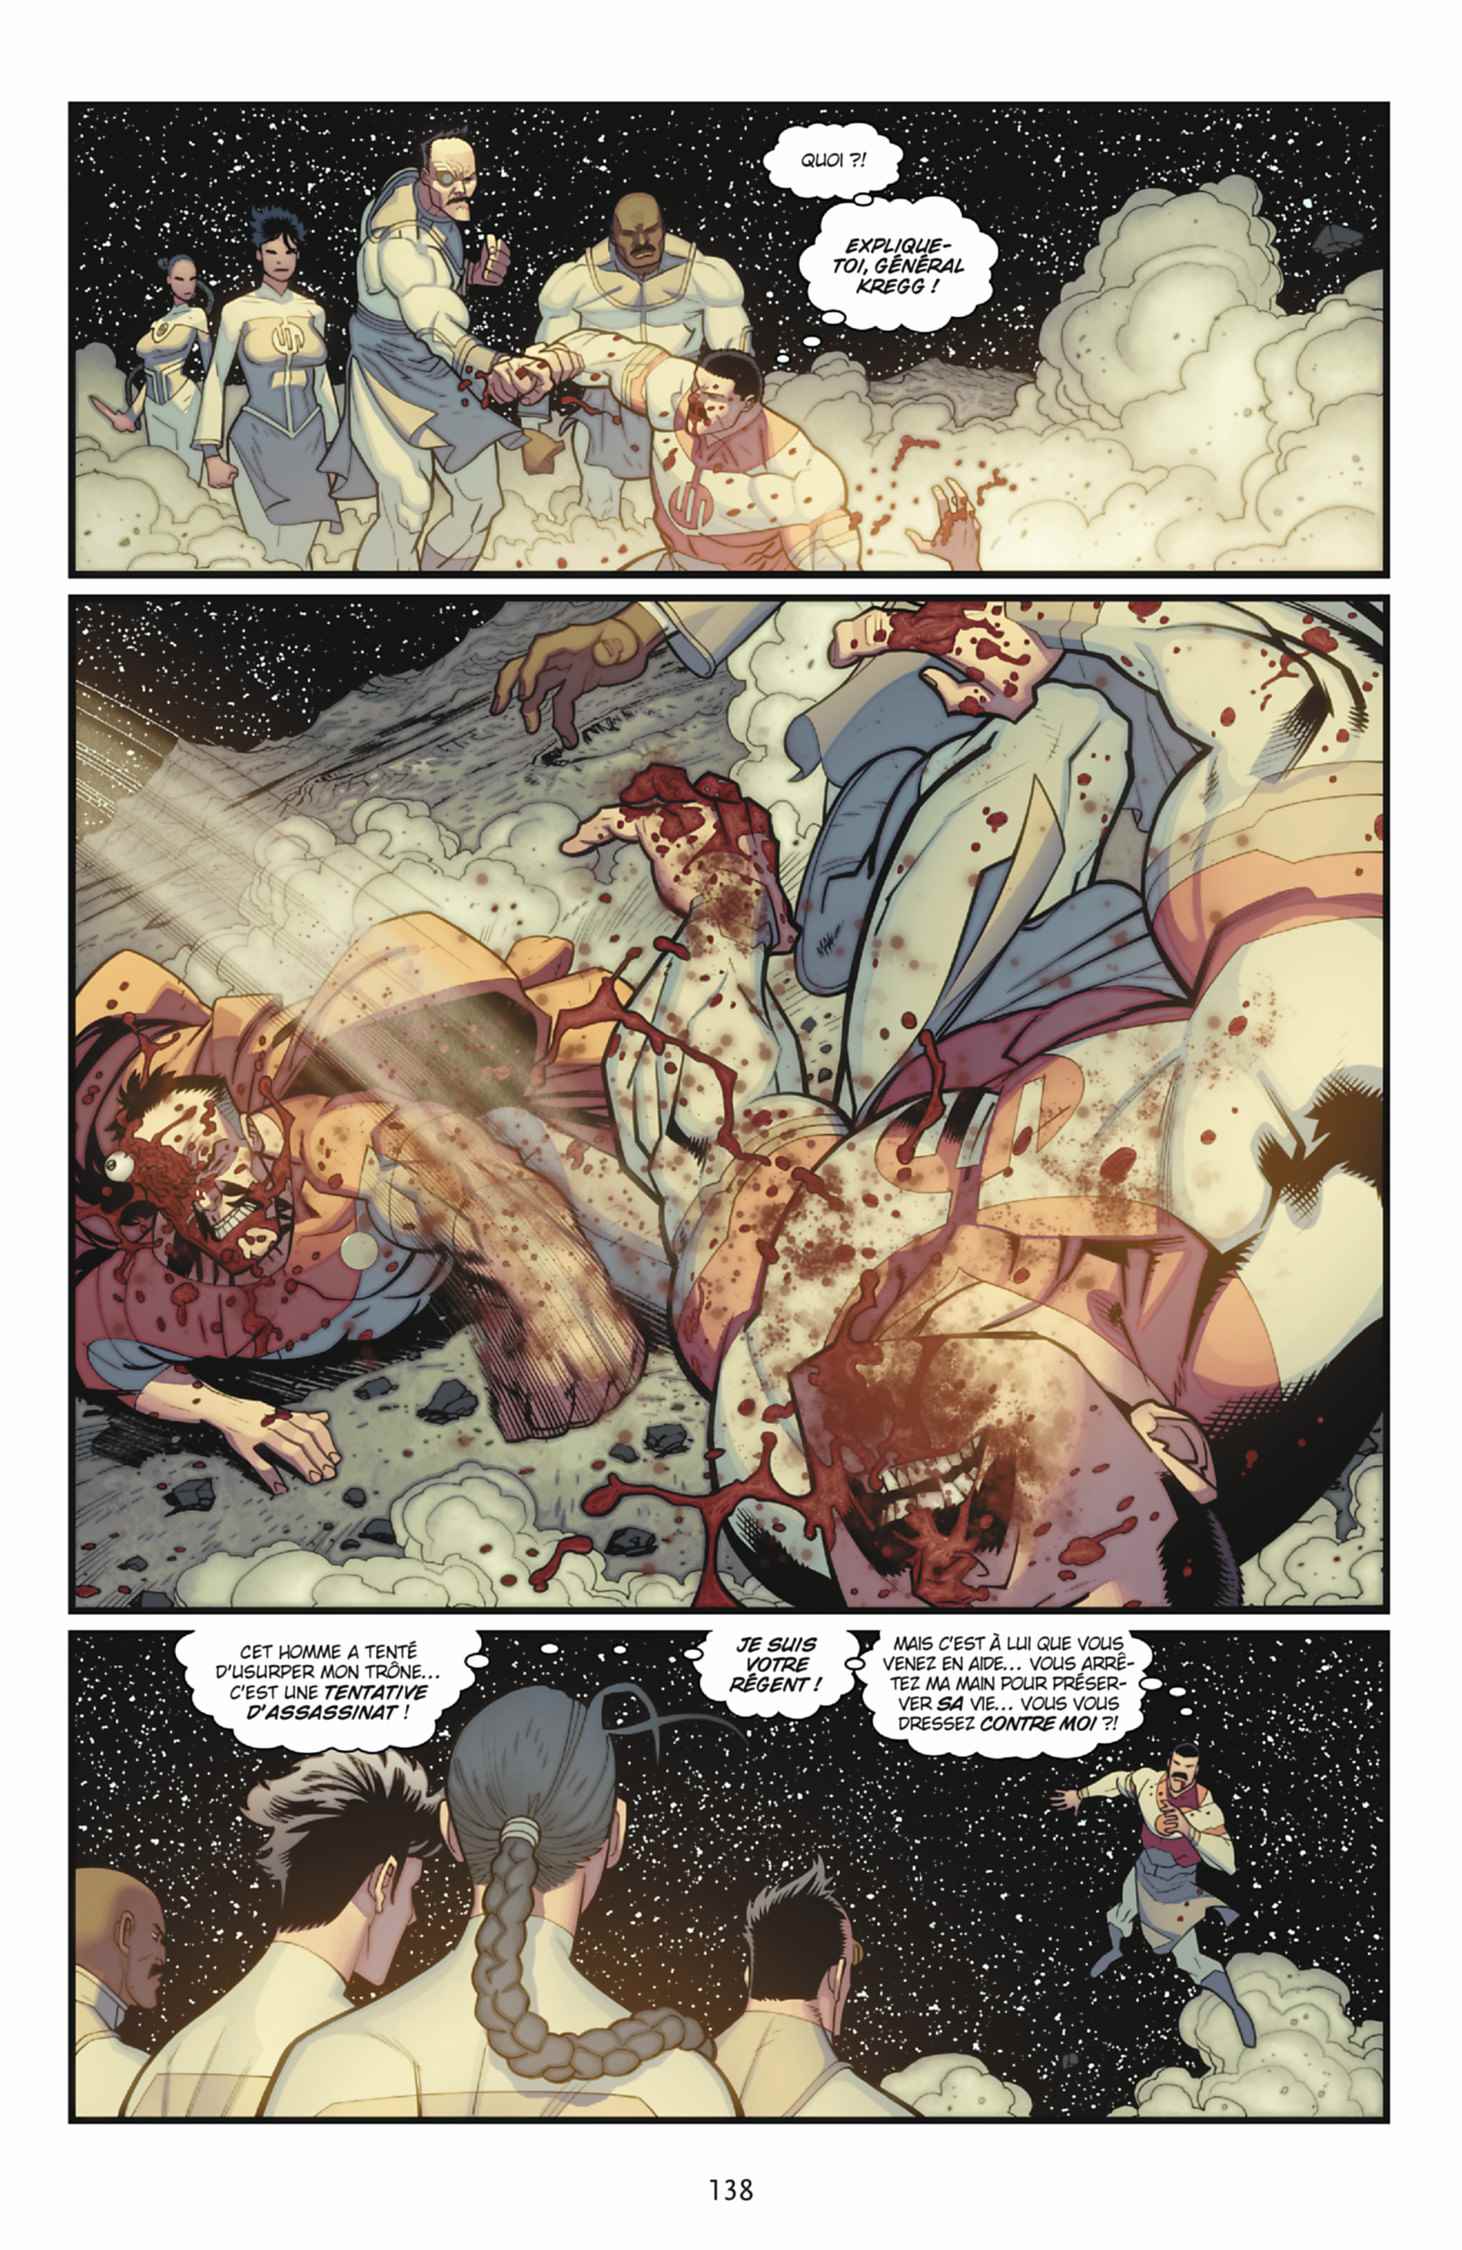 QUOI ?!
EXPLIQUE-
TOI, GÉNÉRAL
KREGG !
CET HOMME A TENTÉ
D'USURPER MON TRÔNE...
C'EST UNE TENTATIVE
D'ASSASSINAT !
JE SUIS
VOTRE
RÉGENT !
MAIS C'EST À LUI QUE VOUS
VENEZ EN AIDE... VOUS ARRÊ-
TEZ MA MAIN POUR PRÉSER-
VER SA VIE... VOUS VOUS
DRESSEZ CONTRE MOI ?!
138